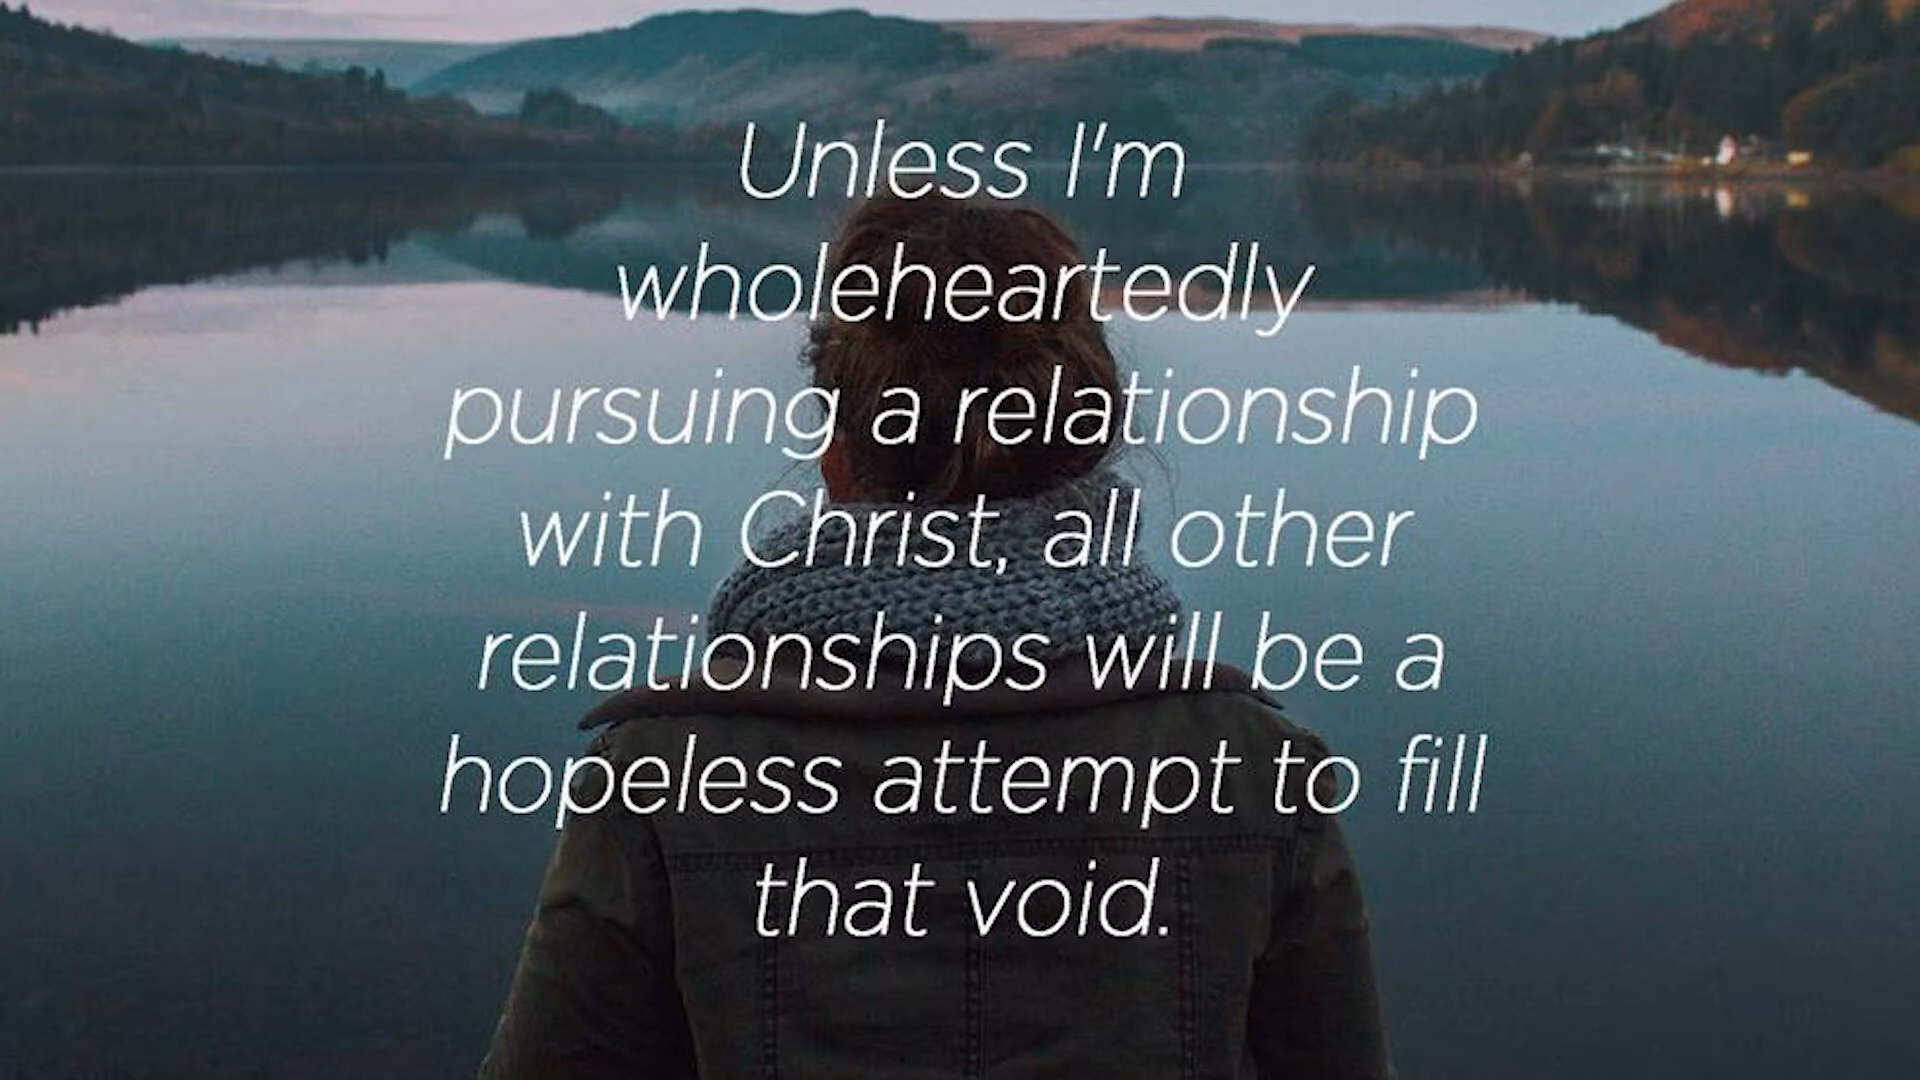 Unless I'm
wholeheartedly
pursuing a relationship
with Christ, all other
relationships will be a
hopeless attempt to fill
that void.